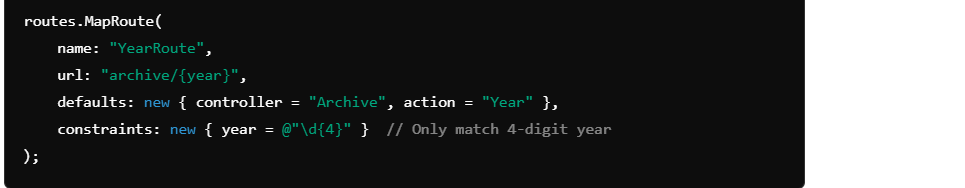 routes.MapRoute(
    name: "YearRoute",
    url: "archive/{year}",
    defaults: new { controller = "Archive", action = "Year" },
    constraints: new { year = @"\d{4}" }  // Only match 4-digit year
);